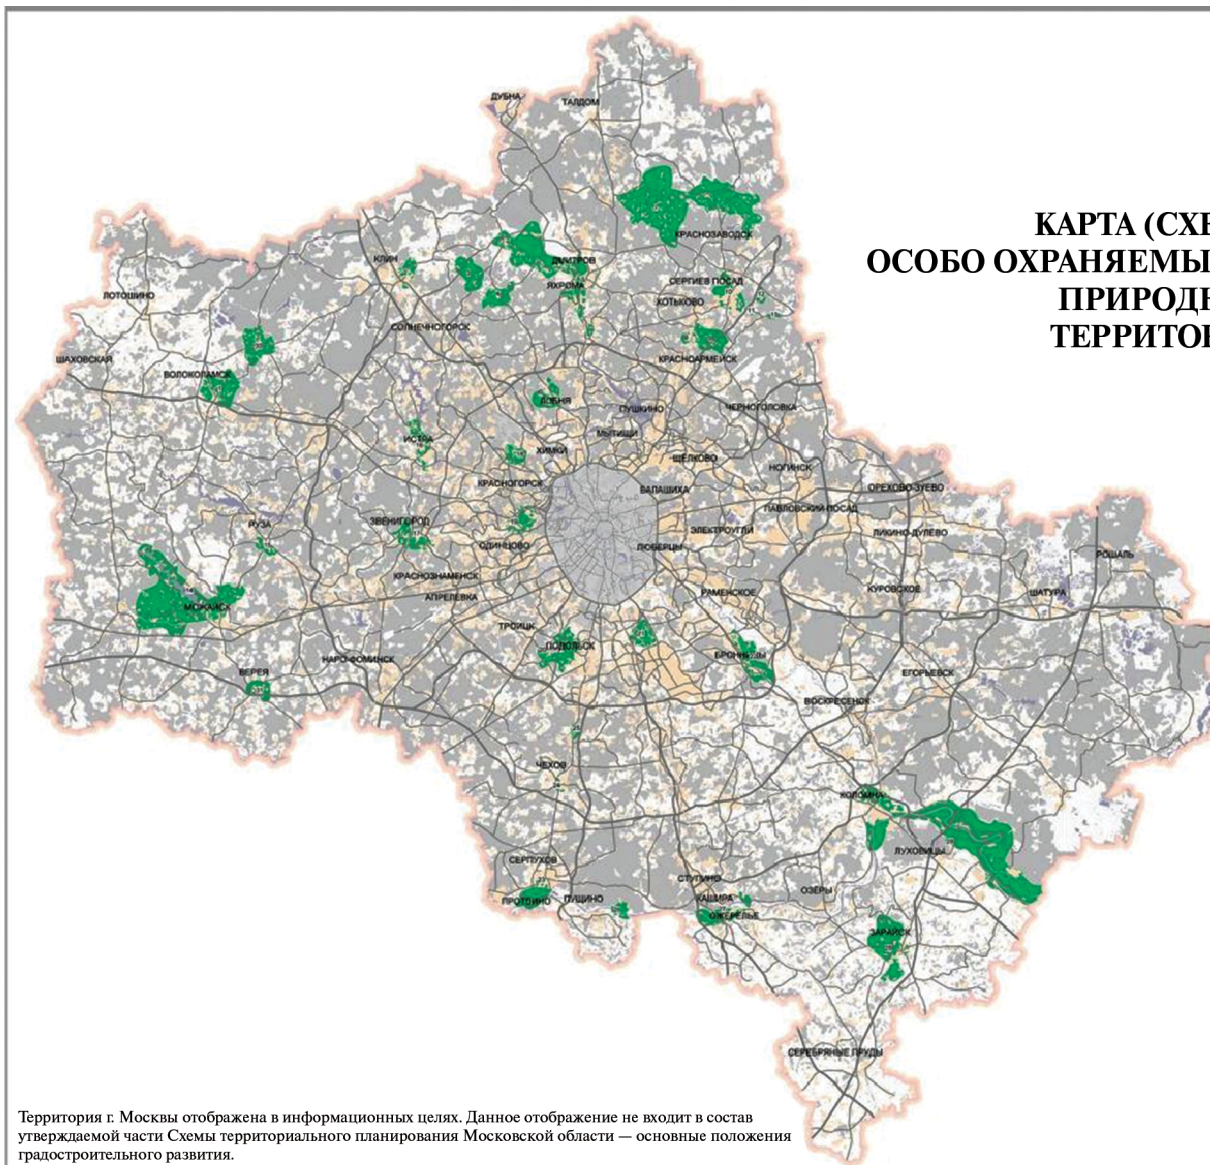 КАРТА (СХЕ
ОСОБО ОХРАНЯЕМЫ
ПРИРОДН
ТЕРРИТОР
ДУБНА
ТАЛДОМ
КРАСНОЗАВОДСК
КЛИН
ДМИТРОВ
ЯХРОМА
СЕРГИЕВ ПОСАД
ХОТЬКОВО
ЛОТОШИНО
СОЛНЕЧНОГОРСК
ШАХОВСКАЯ
КРАСНОАРМЕЙСК
ВОЛОКОЛАМСК
ЛОБНЯ
ПУШКИНО
ЧЕРНОГОЛОВКА
МЫТИЩИ
ИСТРА
ХИМКИ
ЩЁЛКОВО
НОГИНСК
КРАСНОГОРСК
БАЛАШИХА
ОРЕХОВО-ЗУЕВО
ПАВЛОВСКИЙ ПОСАД
РУЗА
ЗВЕНИГОРОД
ЭЛЕКТРОУГЛИ
ЛИКИНО-ДУЛЁВО
ОДИНЦОВО
ЛЮБЕРЦЫ
РОШАЛЬ
КРАСНОЗНАМЕНСК
КУРОВСКОЕ
ШАТУРА
РАМЕНСКОЕ
АПРЕЛЕВКА
МОЖАЙСК
ТРОИЦК
ПОДОЛЬСК
БРОННИЦЫ
НАРО-ФОМИНСК
ВЕРЕЯ
ЕГОРЬЕВСК
ВОСКРЕСЕНСК
ЧЕХОВ
КОЛОМНА
ЛУХОВИЦЫ
СЕРПУХОВ
СТУПИНО
ОЗЁРЫ
ПРОТВИНО
ПУЩИНО
КАШИРА
ОЖЕРЕЛЬЕ
ЗАРАЙСК
СЕРЕБРЯНЫЕ ПРУДЫ
Территория г. Москвы отображена в информационных целях. Данное отображение не входит в состав
утверждаемой части Схемы территориального планирования Московской области — основные положения
градостроительного развития.